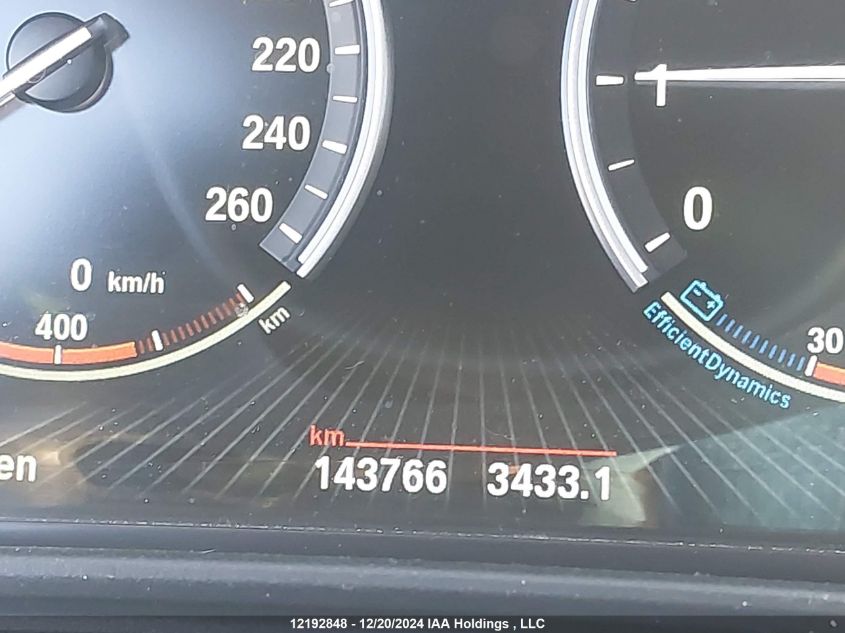 220
1
240
260
0
0 km/h
400
km
EfficientDynamics
30
km
en
143766 3433.1
12192848 - 12/20/2024 IAA Holdings , LLC